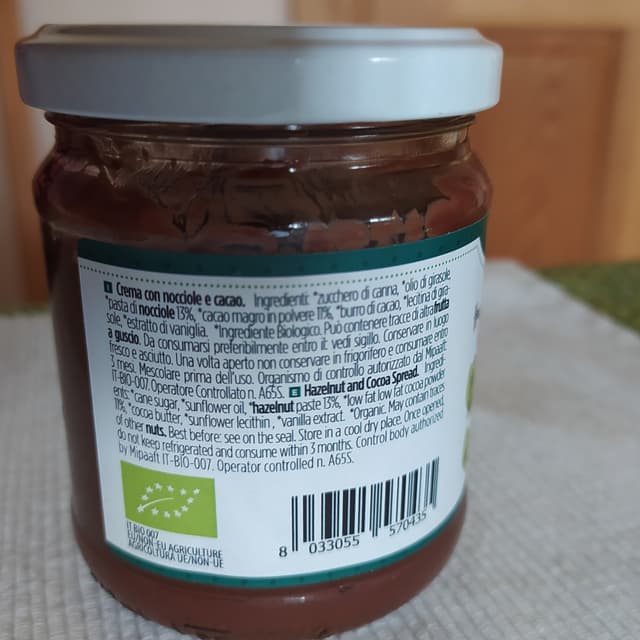 I Crema con nocciole e cacao. Ingredienti: *zucchero di canna, *olio di girasole
*pasta di nocciole 13%, *cacao magro in polvere 11%, *burro di cacao, *lecitina di gira-
sole, *estratto di vaniglia. *Ingrediente Biologico. Può contenere tracce di altra frutta
a guscio. Da consumarsi preferibilmente entro il: vedi sigillo. Conservare in luogo
fresco e asciutto. Una volta aperto non conservare in frigorifero e consumare entro
3 mesi. Mescolare prima dell'uso. Organismo di controllo autorizzato dal Mipaaft
IT-BIO-007. Operatore Controllato n. A65S. E Hazelnut and Cocoa Spread. Ingredi-
ents: *cane sugar, *sunflower oil, *hazelnut paste 13%, *low fat low fat cocoa powder
11%, *cocoa butter, *sunflower lecithin, *vanilla extract. *Organic. May contain traces
of other nuts. Best before: see on the seal. Store in a cool dry place. Once opened,
do not keep refrigerated and consume within 3 months. Control body authorized
by Mipaaft IT-BIO-007. Operator controlled n. A65S.
IT BIO 007
EU/NON-EU AGRICULTURE
AGRICOLTURA UE/NON-UE
8 033055 570435